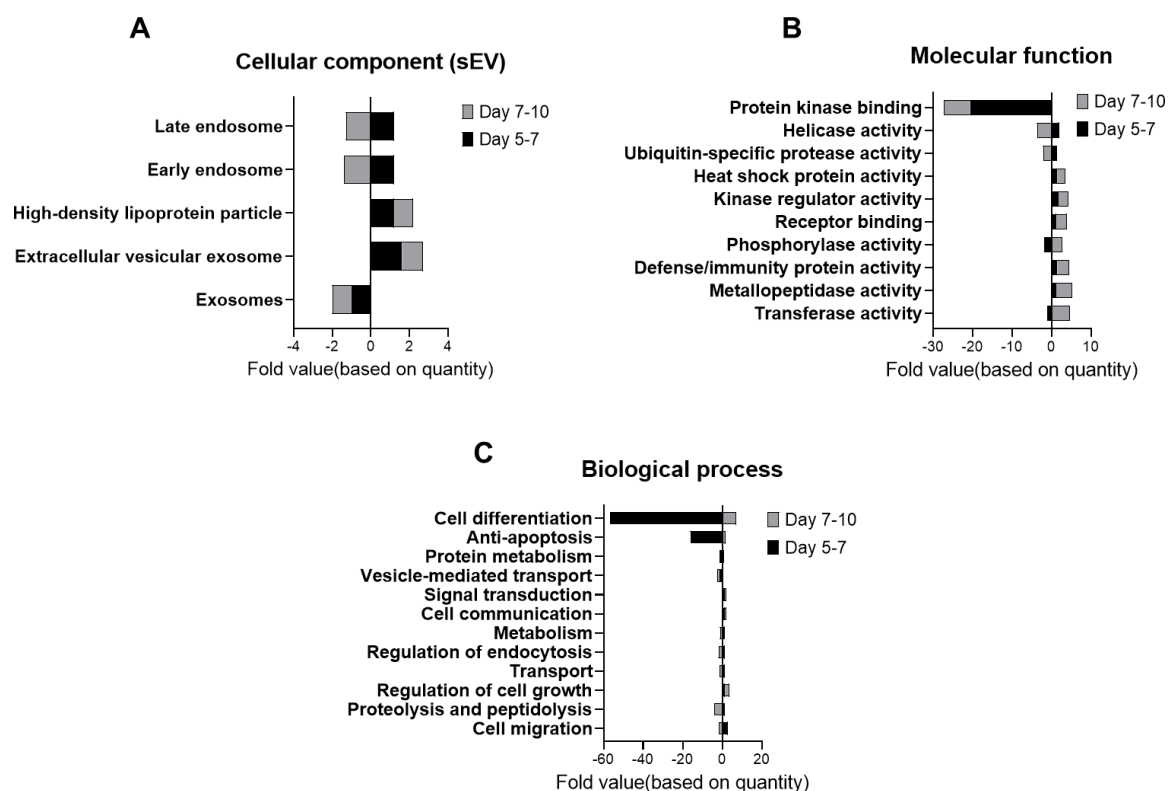 A
Cellular component (sEV)
Day 7-10
Day 5-7
Late endosome
Early endosome
High-density lipoprotein particle
Extracellular vesicular exosome
Exosomes
-4 -2 0 2 4
Fold value(based on quantity)
B
Molecular function
Day 7-10
Day 5-7
Protein kinase binding
Helicase activity
Ubiquitin-specific protease activity
Heat shock protein activity
Kinase regulator activity
Receptor binding
Phosphorylase activity
Defense/immunity protein activity
Metallopeptidase activity
Transferase activity
-30 -20 -10 0 10
Fold value(based on quantity)
C
Biological process
Day 7-10
Day 5-7
Cell differentiation
Anti-apoptosis
Protein metabolism
Vesicle-mediated transport
Signal transduction
Cell communication
Metabolism
Regulation of endocytosis
Transport
Regulation of cell growth
Proteolysis and peptidolysis
Cell migration
-60 -40 -20 0 20
Fold value(based on quantity)